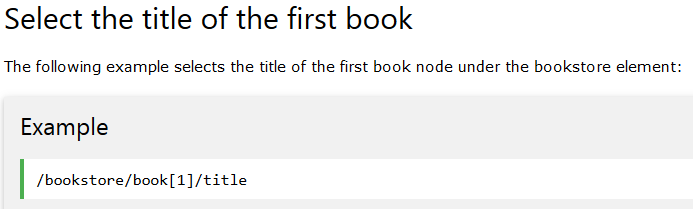 Select the title of the first book
The following example selects the title of the first book node under the bookstore element:
Example
/bookstore/book[1]/title